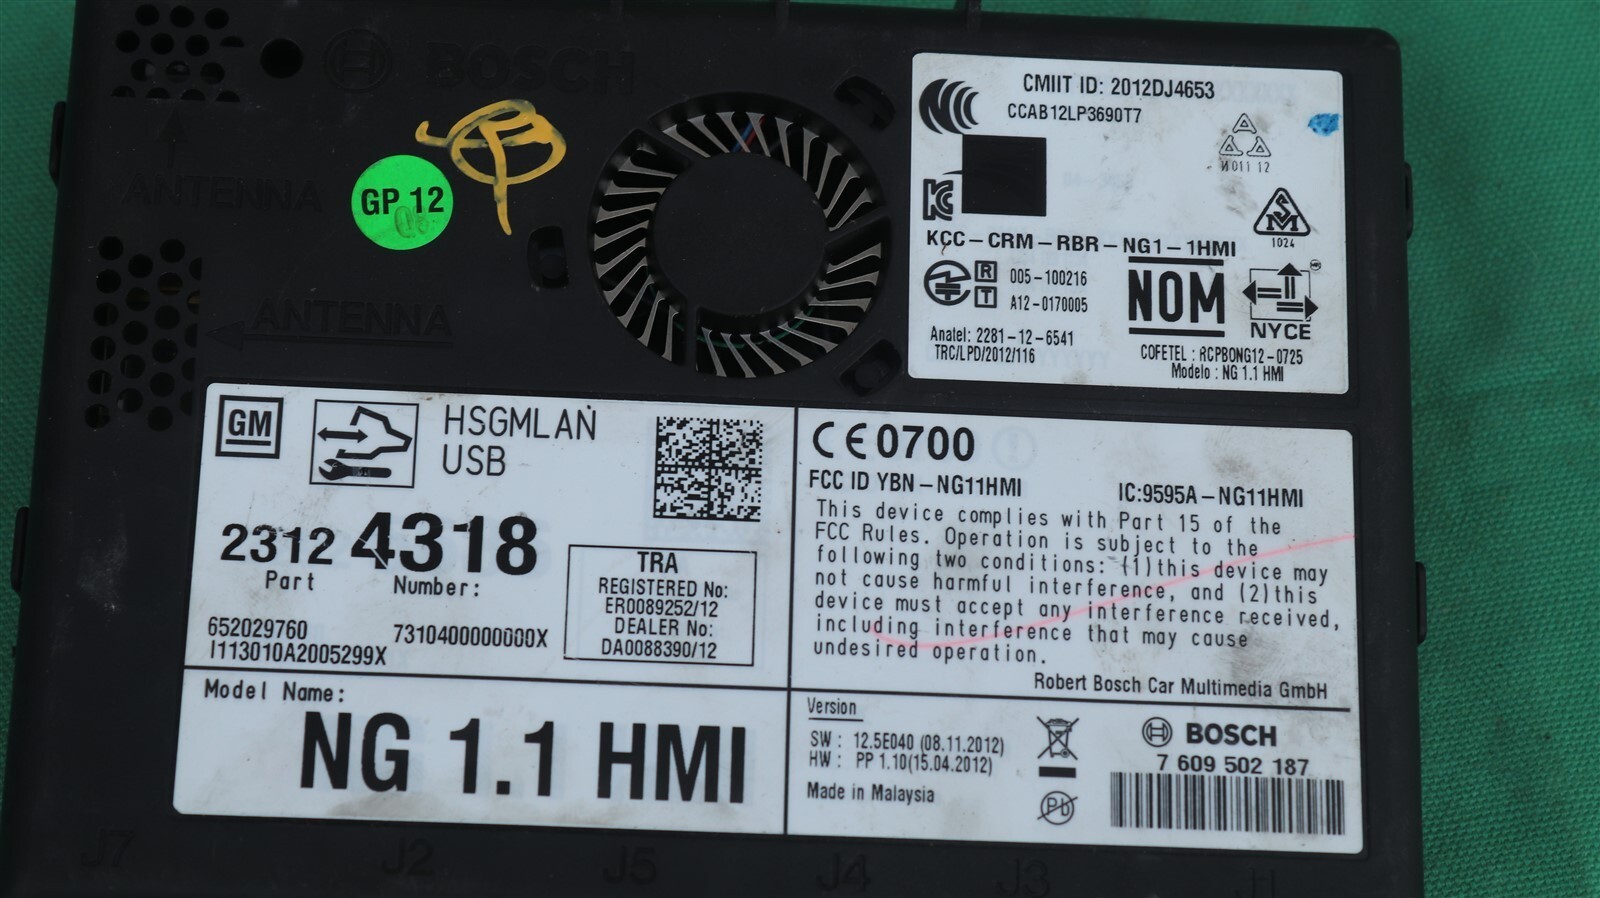 BOSCH
ANTENNA
ANTENNA
GP 12
CMIIT ID: 2012DJ4653
CCAB12LP3690T7
И011 12
1024
KCC-CRM-RBR-NG1-1HMI
R 005-100216
T A12-0170005
NOM
NYCE
Anatel: 2281-12-6541
TRC/LPD/2012/116
COFETEL : RCPBONG12-0725
Modelo : NG 1.1 HMI
GM
HSGMLAN
USB
2312 4318
Part Number:
TRA
REGISTERED No:
ER0089252/12
DEALER No:
DA0088390/12
652029760
7310400000000X
I113010A2005299X
Model Name:
NG 1.1 HMI
CE 0700
FCC ID YBN-NG11HMI IC:9595A-NG11HMI
This device complies with Part 15 of the
FCC Rules. Operation is subject to the
following two conditions: (1)this device may
not cause harmful interference, and (2)this
device must accept any interference received,
including interference that may cause
undesired operation.
Robert Bosch Car Multimedia GmbH
Version
SW : 12.5E040 (08.11.2012)
HW : PP 1.10(15.04.2012)
Made in Malaysia
Pb
BOSCH
7 609 502 187
J7 J2 J5 J4 J3 J1